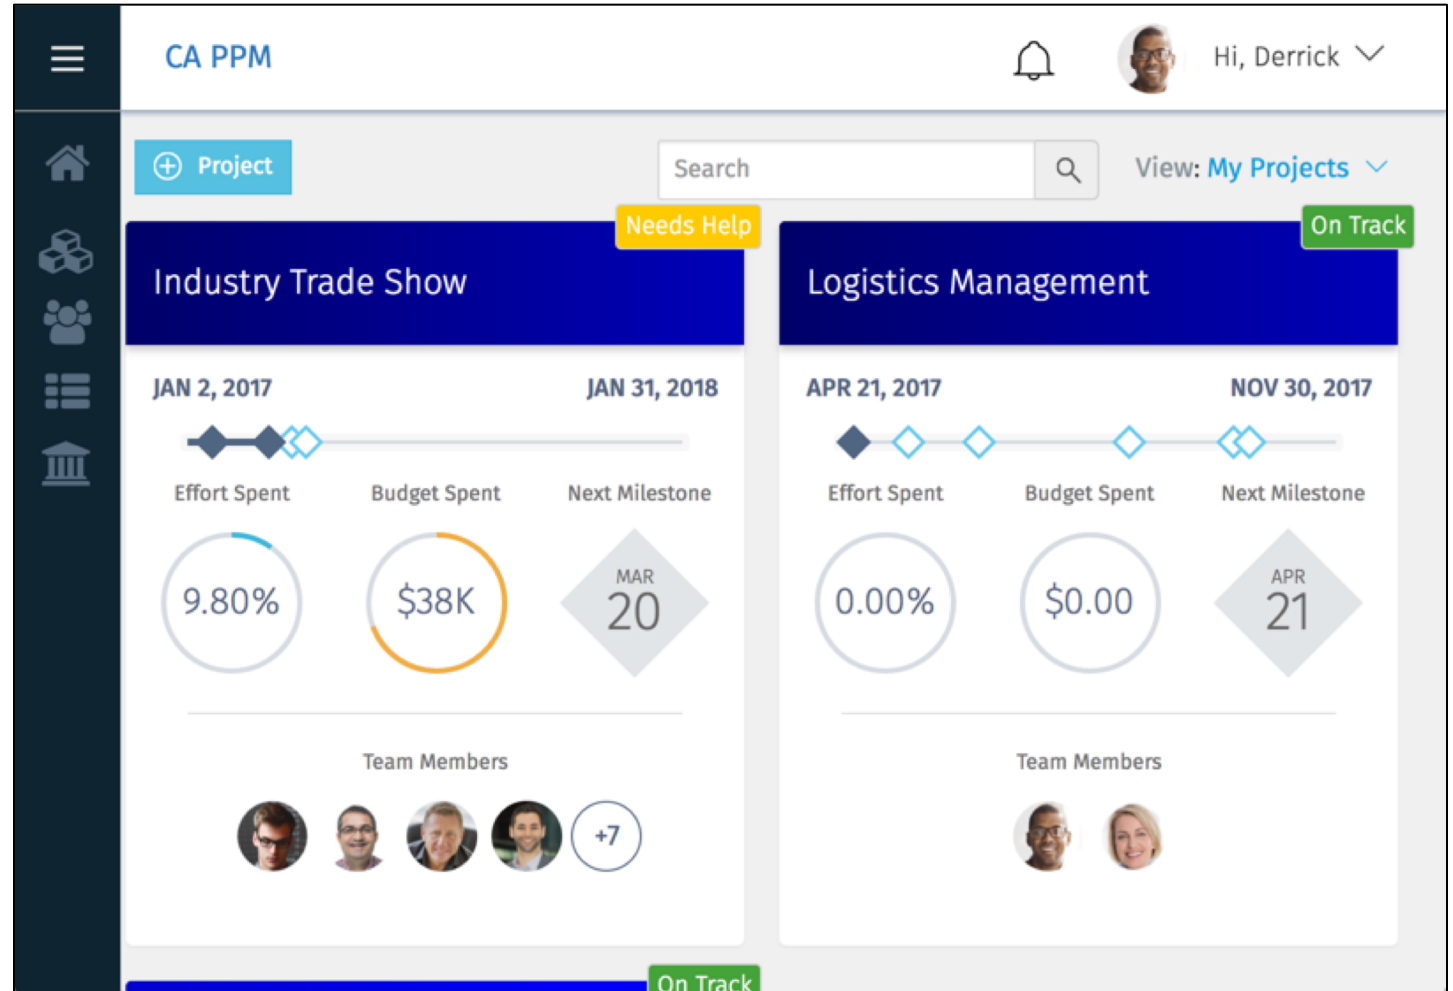 CA PPM
Hi, Derrick
Project
Search
View: My Projects
Needs Help
Industry Trade Show
JAN 2, 2017
JAN 31, 2018
Effort Spent
Budget Spent
Next Milestone
9.80%
$38K
MAR
20
Team Members
+7
On Track
Logistics Management
APR 21, 2017
NOV 30, 2017
Effort Spent
Budget Spent
Next Milestone
0.00%
$0.00
APR
21
Team Members
On Track